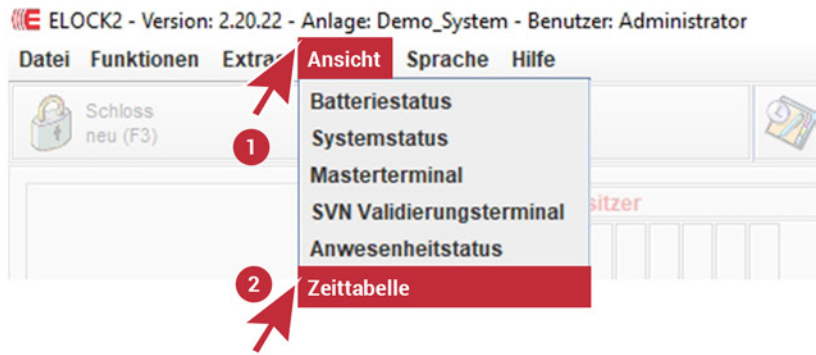 ELOCK2 - Version: 2.20.22 - Anlage: Demo_System - Benutzer: Administrator
Datei Funktionen Extras Ansicht Sprache Hilfe
Schloss
neu (F3)
1
Batteriestatus
Systemstatus
Masterterminal
SVN Validierungsterminal
Anwesenheitstatus
2
Zeittabelle